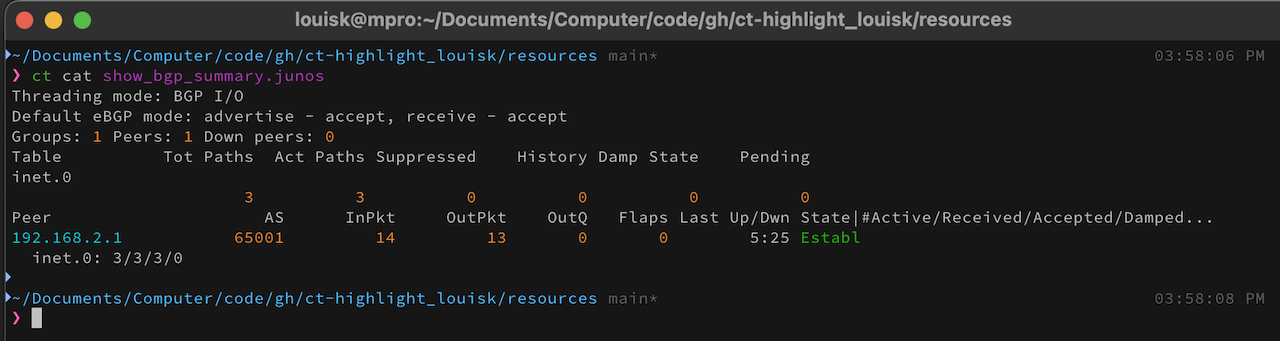 louisk@mpro:~/Documents/Computer/code/gh/ct-highlight_louisk/resources
~/Documents/Computer/code/gh/ct-highlight_louisk/resources main* 03:58:06 PM
❯ ct cat show_bgp_summary.junos
Threading mode: BGP I/O
Default eBGP mode: advertise - accept, receive - accept
Groups: 1 Peers: 1 Down peers: 0
Table          Tot Paths  Act Paths Suppressed    History Damp State    Pending
inet.0
                       3          3          0          0          0          0
Peer                     AS      InPkt     OutPkt    OutQ   Flaps Last Up/Dwn State|#Active/Received/Accepted/Damped...
192.168.2.1           65001         14         13       0       0        5:25 Establ
  inet.0: 3/3/3/0
~/Documents/Computer/code/gh/ct-highlight_louisk/resources main* 03:58:08 PM
❯